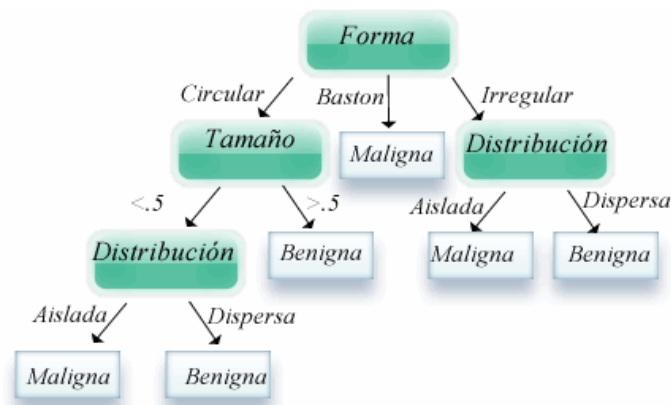 Forma
Circular
Baston
Irregular
Tamaño
Maligna
Distribución
<.5
>.5
Aislada
Dispersa
Distribución
Benigna
Maligna
Benigna
Aislada
Dispersa
Maligna
Benigna